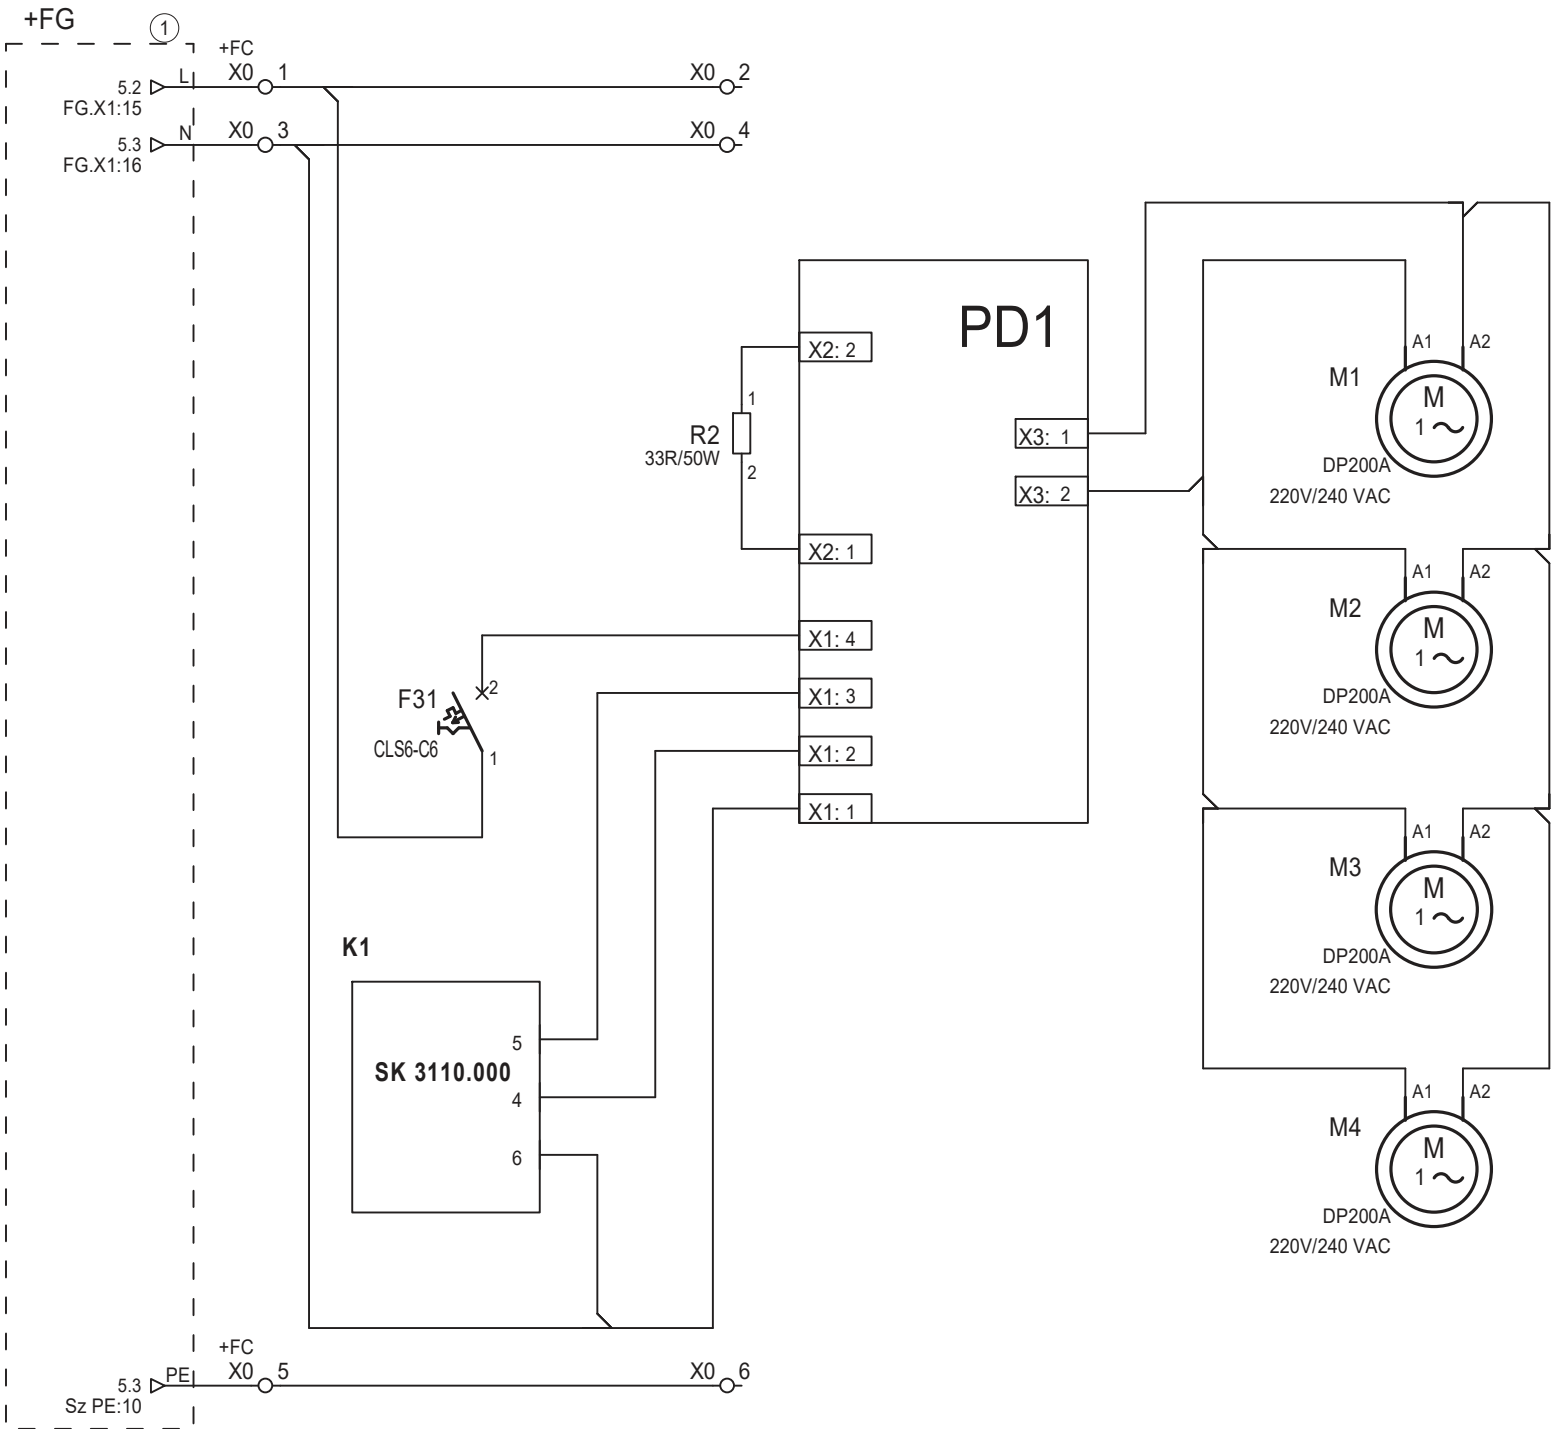 +FG
1
+FC
5.2 L X0 1 X0 2
FG.X1:15
5.3 N X0 3 X0 4
FG.X1:16
PD1
X2: 2
1
R2
33R/50W
2
X2: 1
X3: 1
X3: 2
X1: 4
X1: 3
X1: 2
X1: 1
F31
2
CLS6-C6
1
K1
SK 3110.000
5
4
6
A1 A2
M1
M
1
DP200A
220V/240 VAC
A1 A2
M2
M
1
DP200A
220V/240 VAC
A1 A2
M3
M
1
DP200A
220V/240 VAC
A1 A2
M4
M
1
DP200A
220V/240 VAC
+FC
5.3 PE X0 5 X0 6
Sz PE:10